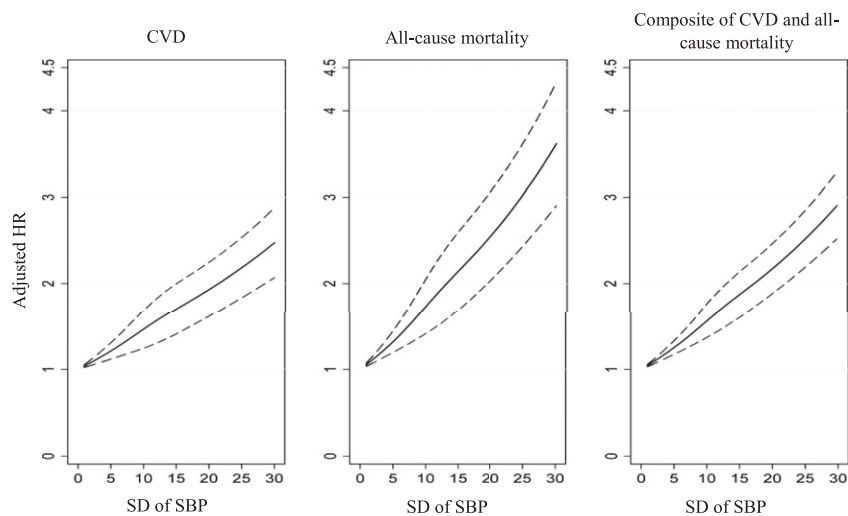 CVD
All-cause mortality
Composite of CVD and all-
cause mortality
Adjusted HR
0 1 2 3 4 4.5
0 5 10 15 20 25 30
SD of SBP
0 1 2 3 4 4.5
0 5 10 15 20 25 30
SD of SBP
0 1 2 3 4 4.5
0 5 10 15 20 25 30
SD of SBP